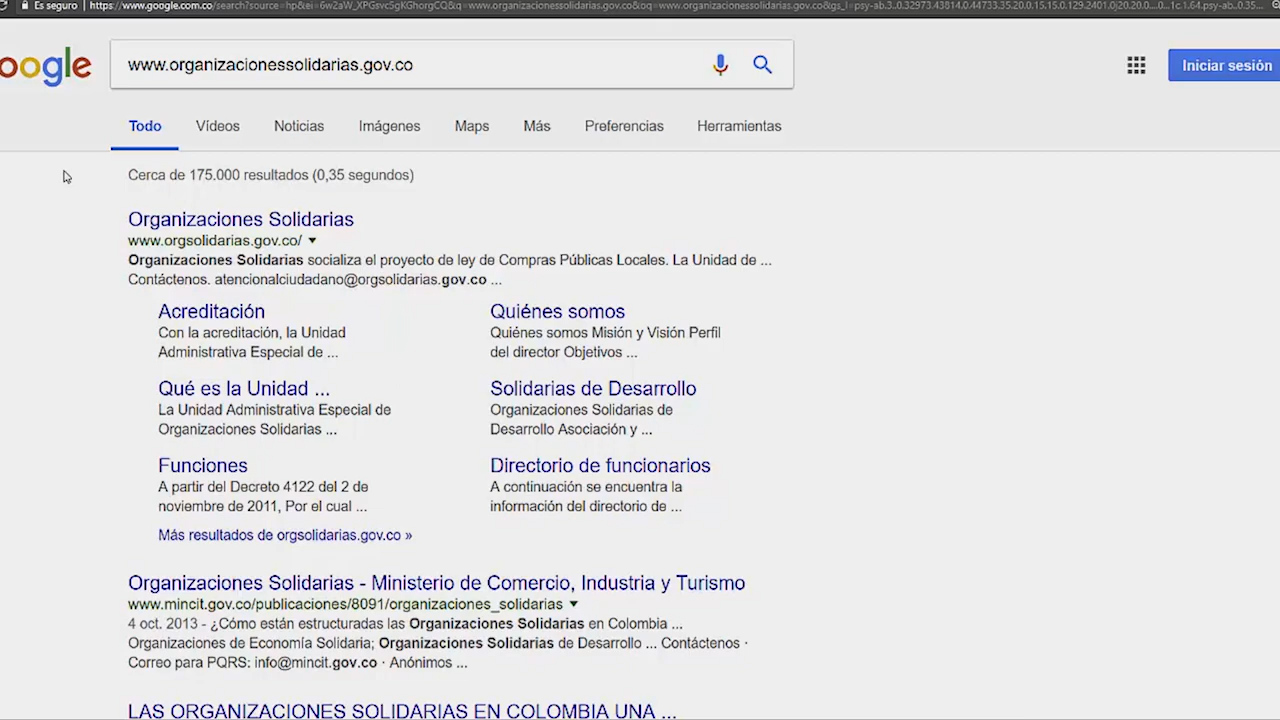 Es seguro | https://www.google.com.co
oogle
www.organizacionessolidarias.gov.co
Iniciar sesión
Todo Vídeos Noticias Imágenes Maps Más Preferencias Herramientas
Cerca de 175.000 resultados (0,35 segundos)
Organizaciones Solidarias
www.orgsolidarias.gov.co/
Organizaciones Solidarias socializa el proyecto de ley de Compras Públicas Locales. La Unidad de ...
Contáctenos. atencionalciudadano@orgsolidarias.gov.co ...
Acreditación
Con la acreditación, la Unidad
Administrativa Especial de ...
Quiénes somos
Quiénes somos Misión y Visión Perfil
del director Objetivos ...
Qué es la Unidad ...
La Unidad Administrativa Especial de
Organizaciones Solidarias ...
Solidarias de Desarrollo
Organizaciones Solidarias de
Desarrollo Asociación y ...
Funciones
A partir del Decreto 4122 del 2 de
noviembre de 2011, Por el cual ...
Directorio de funcionarios
A continuación se encuentra la
información del directorio de ...
Más resultados de orgsolidarias.gov.co »
Organizaciones Solidarias - Ministerio de Comercio, Industria y Turismo
www.mincit.gov.co/publicaciones/8091/organizaciones_solidarias
4 oct. 2013 - ¿Cómo están estructuradas las Organizaciones Solidarias en Colombia ...
Organizaciones de Economía Solidaria; Organizaciones Solidarias de Desarrollo ... Contáctenos ·
Correo para PQRS: info@mincit.gov.co · Anónimos ...
LAS ORGANIZACIONES SOLIDARIAS EN COLOMBIA UNA ...